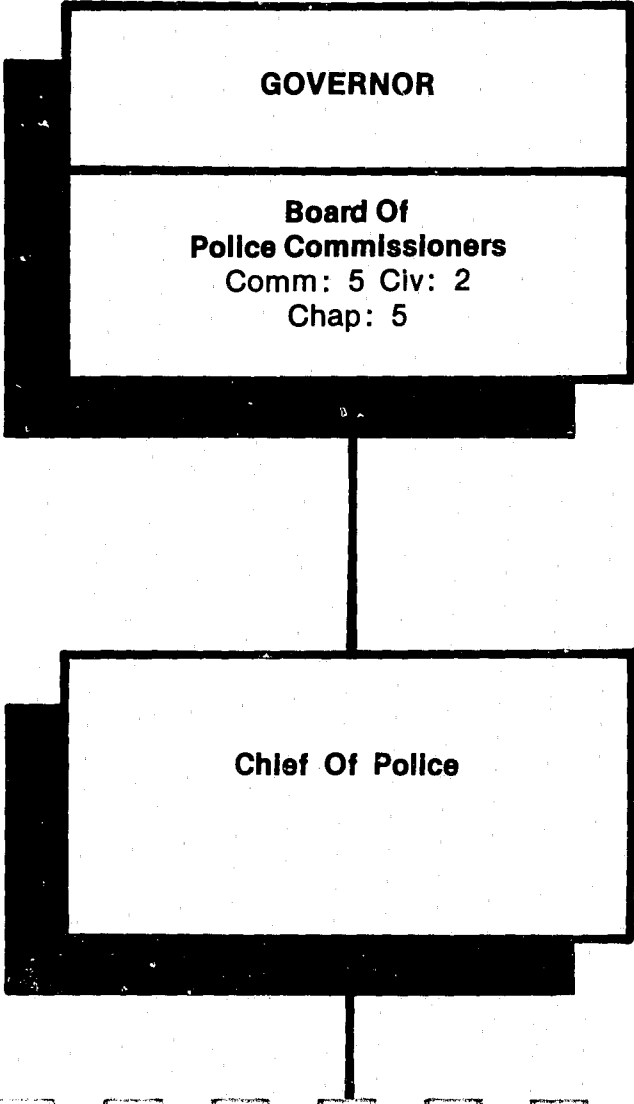 GOVERNOR
Board Of
Police Commissioners
Comm: 5 Civ: 2
Chap: 5
Chief Of Police